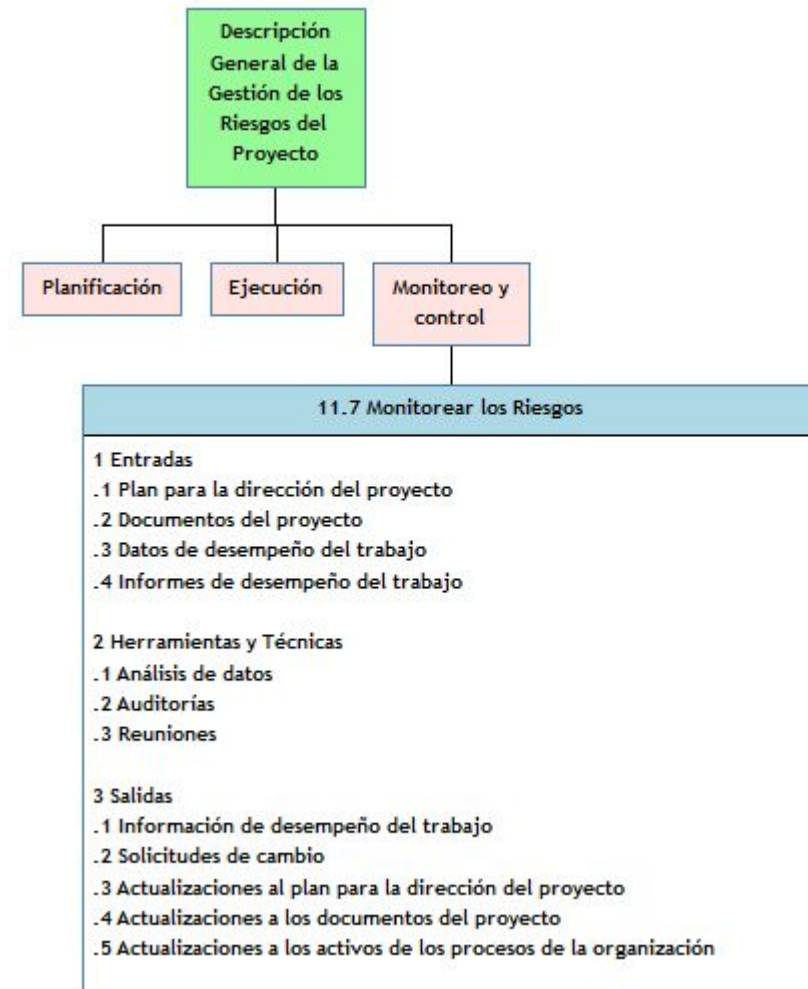 Descripción
General de la
Gestión de los
Riesgos del
Proyecto
Planificación
Ejecución
Monitoreo y
control
11.7 Monitorear los Riesgos
1 Entradas
.1 Plan para la dirección del proyecto
.2 Documentos del proyecto
.3 Datos de desempeño del trabajo
.4 Informes de desempeño del trabajo
2 Herramientas y Técnicas
.1 Análisis de datos
.2 Auditorías
.3 Reuniones
3 Salidas
.1 Información de desempeño del trabajo
.2 Solicitudes de cambio
.3 Actualizaciones al plan para la dirección del proyecto
.4 Actualizaciones a los documentos del proyecto
.5 Actualizaciones a los activos de los procesos de la organización